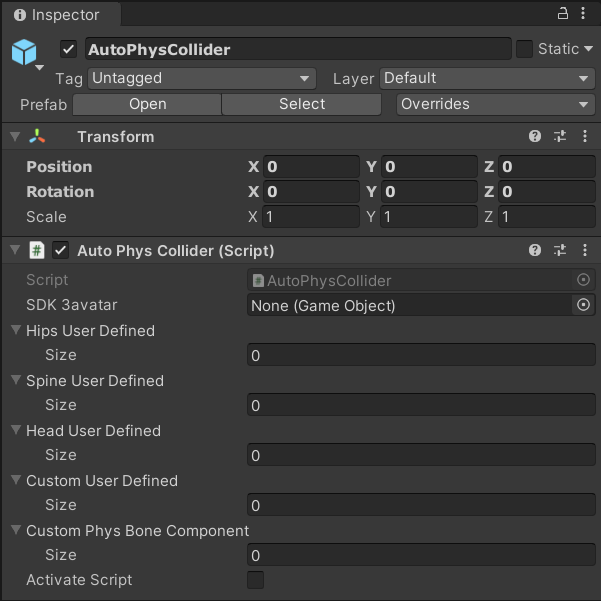 Inspector
AutoPhysCollider Static
Tag Untagged Layer Default
Prefab Open Select Overrides
Transform
Position X 0 Y 0 Z 0
Rotation X 0 Y 0 Z 0
Scale X 1 Y 1 Z 1
# Auto Phys Collider (Script)
Script # AutoPhysCollider
SDK 3avatar None (Game Object)
Hips User Defined
Size 0
Spine User Defined
Size 0
Head User Defined
Size 0
Custom User Defined
Size 0
Custom Phys Bone Component
Size 0
Activate Script